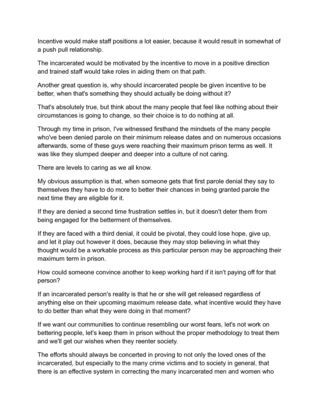 Incentive would make staff positions a lot easier, because it would result in somewhat of
a push pull relationship.
The incarcerated would be motivated by the incentive to move in a positive direction
and trained staff would take roles in aiding them on that path.
Another great question is, why should incarcerated people be given incentive to be
better, when that's something they should actually be doing without it?
That's absolutely true, but think about the many people that feel like nothing about their
circumstances is going to change, so their choice is to do nothing at all.
Through my time in prison, I've witnessed firsthand the mindsets of the many people
who've been denied parole on their minimum release dates and on numerous occasions
afterwards, some of these guys were reaching their maximum prison terms as well. It
was like they slumped deeper and deeper into a culture of not caring.
There are levels to caring as we all know.
My obvious assumption is that, when someone gets that first parole denial they say to
themselves they have to do more to better their chances in being granted parole the
next time they are eligible for it.
If they are denied a second time frustration settles in, but it doesn't deter them from
being engaged for the betterment of themselves.
If they are faced with a third denial, it could be pivotal, they could lose hope, give up,
and let it play out however it does, because they may stop believing in what they
thought would be a workable process as this particular person may be approaching their
maximum term in prison.
How could someone convince another to keep working hard if it isn't paying off for that
person?
If an incarcerated person's reality is that he or she will get released regardless of
anything else on their upcoming maximum release date, what incentive would they have
to do better than what they were doing in that moment?
If we want our communities to continue resembling our worst fears, let's not work on
bettering people, let's keep them in prison without the proper methodology to treat them
and we'll get our wishes when they reenter society.
The efforts should always be concerted in proving to not only the loved ones of the
incarcerated, but especially to the many crime victims and to society in general, that
there is an effective system in correcting the many incarcerated men and women who